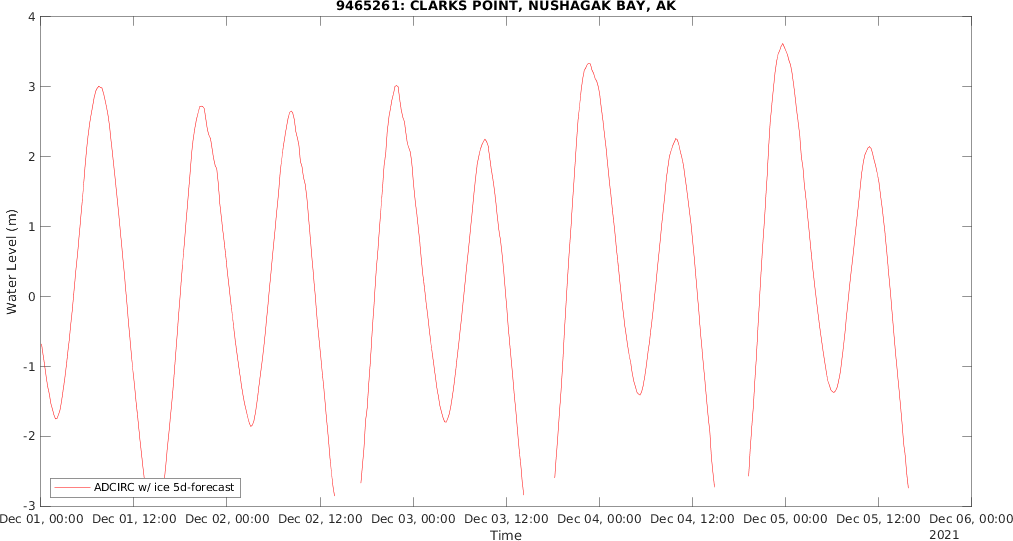 9465261: CLARKS POINT, NUSHAGAK BAY, AK
4
3
2
1
0
-1
-2
-3
Water Level (m)
ADCIRC w/ ice 5d-forecast
Dec 01, 00:00 Dec 01, 12:00 Dec 02, 00:00 Dec 02, 12:00 Dec 03, 00:00 Dec 03, 12:00 Dec 04, 00:00 Dec 04, 12:00 Dec 05, 00:00 Dec 05, 12:00 Dec 06, 00:00
Time
2021